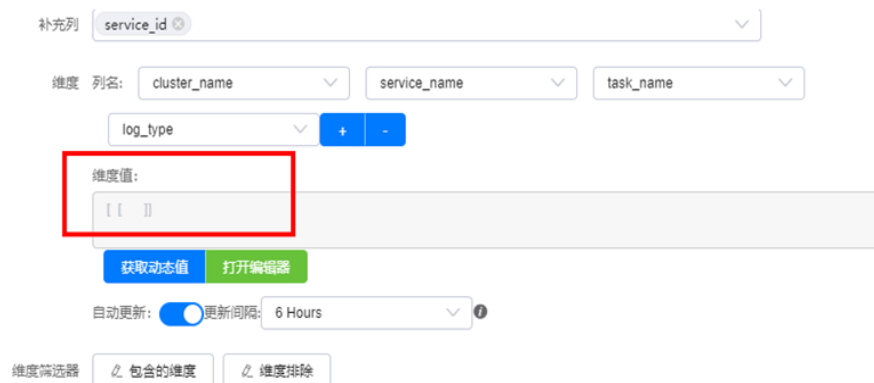 补充列 service_id
维度 列名: cluster_name service_name task_name
log_type + -
维度值:
[ [ ]]
获取动态值 打开编辑器
自动更新: 更新间隔: 6 Hours
维度筛选器 包含的维度 维度排除